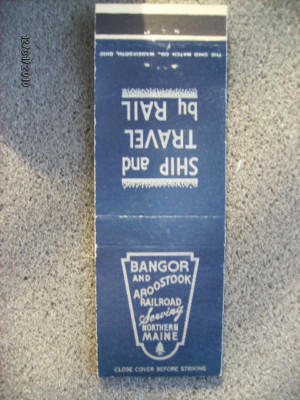 THE OHIO MATCH CO., WADSWORTH, OHIO
SHIP and
TRAVEL
by RAIL
BANGOR
AND
AROOSTOOK
RAILROAD
Serving
NORTHERN
MAINE
CLOSE COVER BEFORE STRIKING